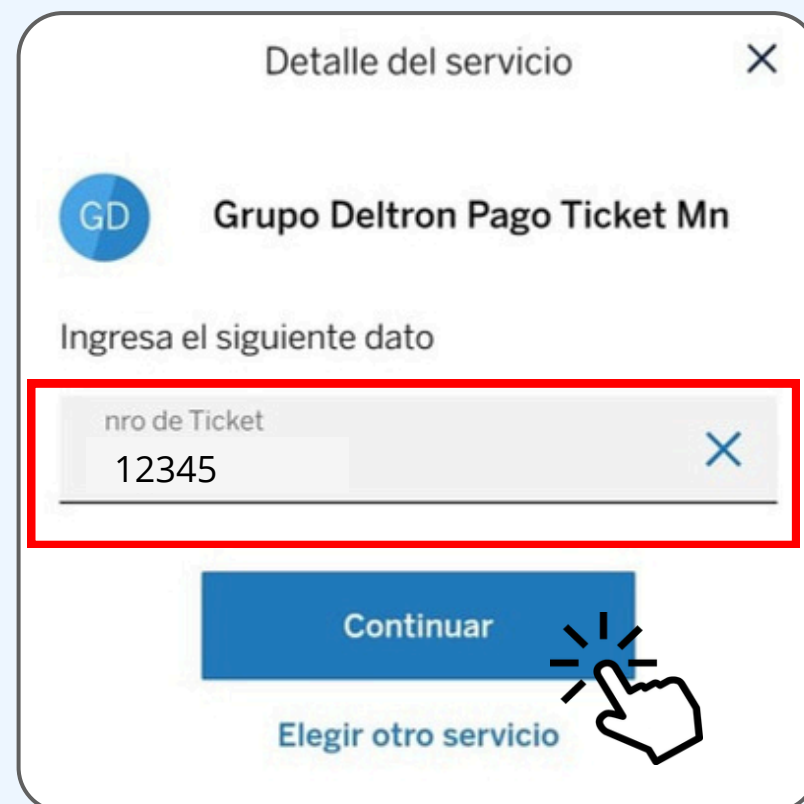 Detalle del servicio
GD
Grupo Deltron Pago Ticket Mn
Ingresa el siguiente dato
nro de Ticket
12345
Continuar
Elegir otro servicio